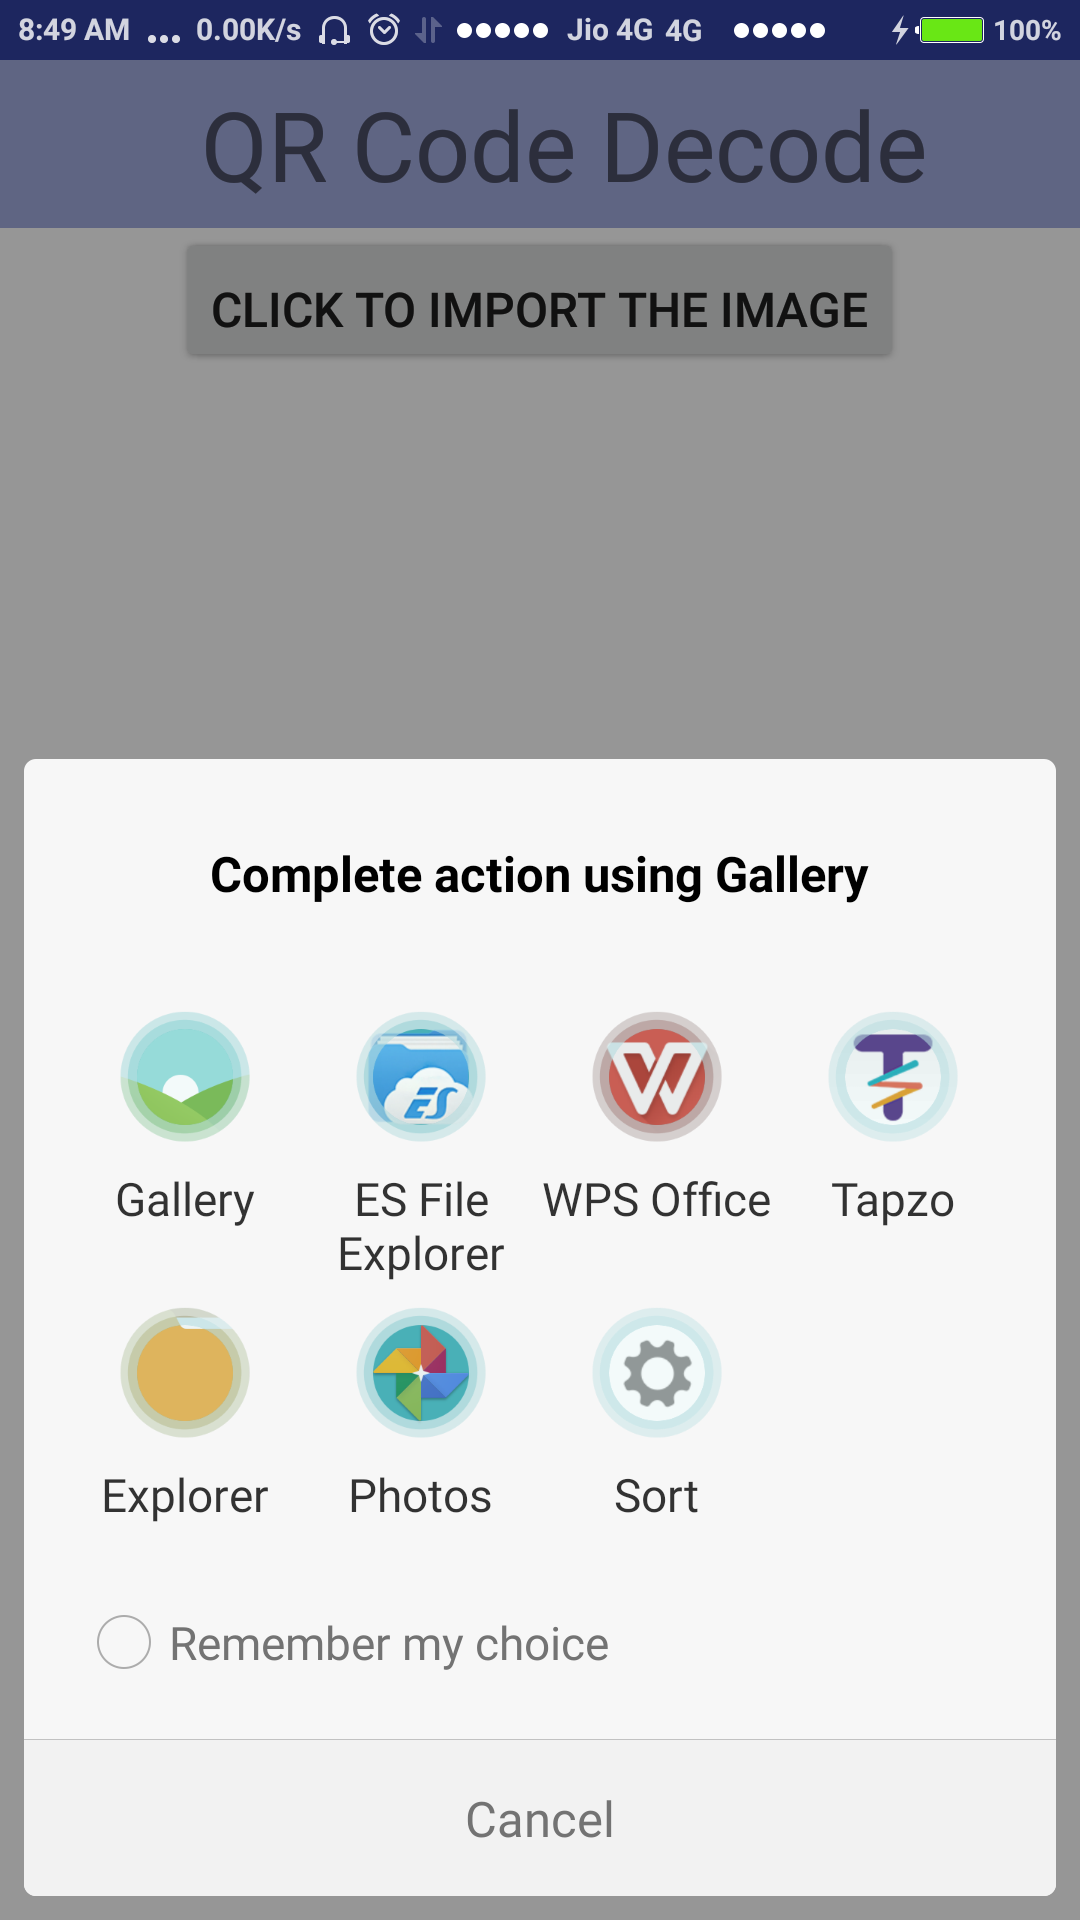 8:49 AM ... 0.00K/s Jio 4G 4G 100%
QR Code Decode
CLICK TO IMPORT THE IMAGE
Complete action using Gallery
Gallery
ES File Explorer
WPS Office
Tapzo
Explorer
Photos
Sort
Remember my choice
Cancel